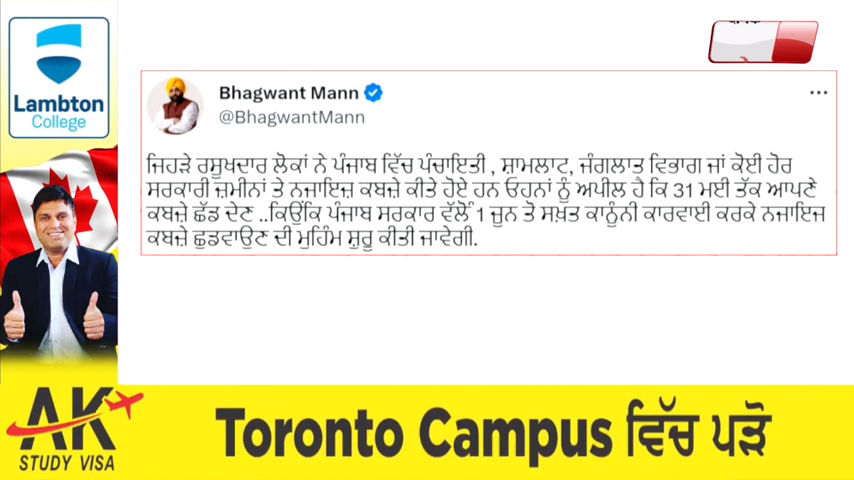 Lambton
College
Bhagwant Mann
@BhagwantMann
ਜਿਹੜੇ ਰਸੂਖਦਾਰ ਲੋਕਾਂ ਨੇ ਪੰਜਾਬ ਵਿੱਚ ਪੰਚਾਇਤੀ , ਸ਼ਾਮਲਾਟ, ਜੰਗਲਾਤ ਵਿਭਾਗ ਜਾਂ ਕੋਈ ਹੋਰ
ਸਰਕਾਰੀ ਜ਼ਮੀਨਾਂ ਤੇ ਨਜਾਇਜ਼ ਕਬਜ਼ੇ ਕੀਤੇ ਹੋਏ ਹਨ ਓਹਨਾਂ ਨੂੰ ਅਪੀਲ ਹੈ ਕਿ 31 ਮਈ ਤੱਕ ਆਪਣੇ
ਕਬਜ਼ੇ ਛੱਡ ਦੇਣ ..ਕਿਉਂਕਿ ਪੰਜਾਬ ਸਰਕਾਰ ਵੱਲੋਂ 1 ਜੂਨ ਤੋ ਸਖ਼ਤ ਕਾਨੂੰਨੀ ਕਾਰਵਾਈ ਕਰਕੇ ਨਜਾਇਜ
ਕਬਜ਼ੇ ਛੁਡਵਾਉਣ ਦੀ ਮੁਹਿੰਮ ਸ਼ੁਰੂ ਕੀਤੀ ਜਾਵੇਗੀ.
AK
STUDY VISA
Toronto Campus ਵਿੱਚ ਪੜੋ